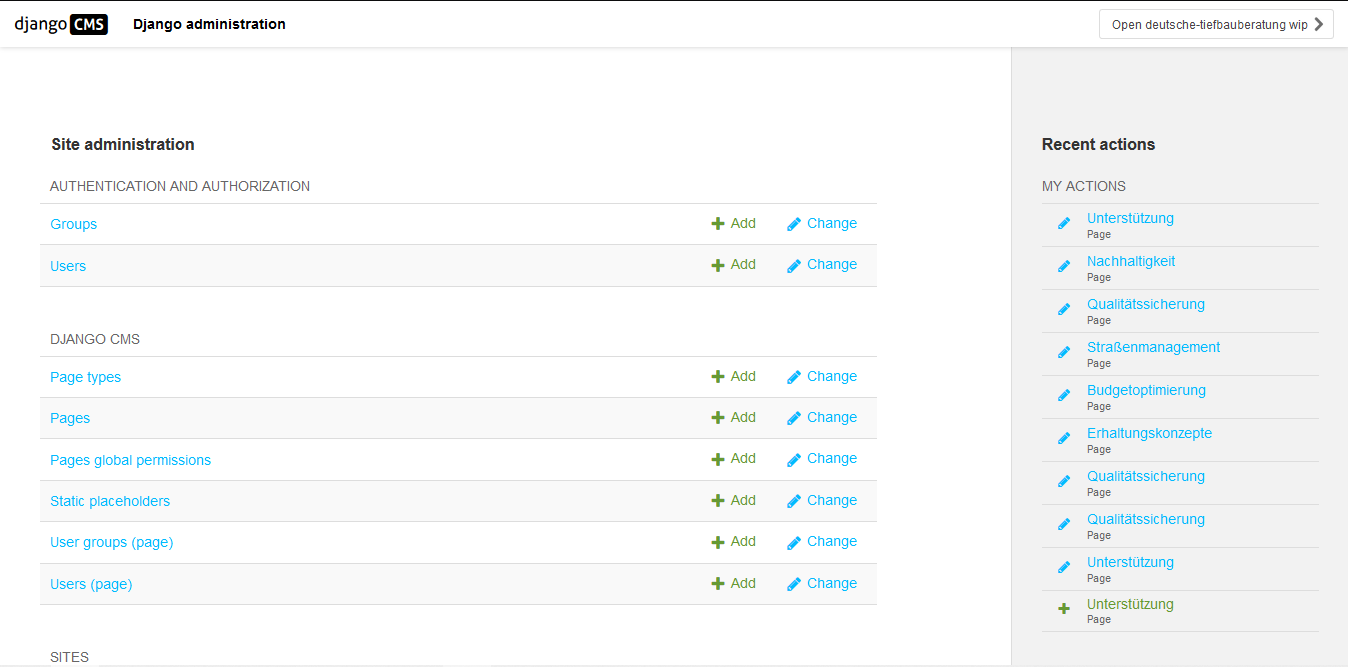 django CMS
Django administration
Open deutsche-tiefbauberatung wip
Site administration
AUTHENTICATION AND AUTHORIZATION
Groups Add Change
Users Add Change
DJANGO CMS
Page types Add Change
Pages Add Change
Pages global permissions Add Change
Static placeholders Add Change
User groups (page) Add Change
Users (page) Add Change
SITES
Recent actions
MY ACTIONS
Unterstützung
Page
Nachhaltigkeit
Page
Qualitätssicherung
Page
Straßenmanagement
Page
Budgetoptimierung
Page
Erhaltungskonzepte
Page
Qualitätssicherung
Page
Qualitätssicherung
Page
Unterstützung
Page
Unterstützung
Page